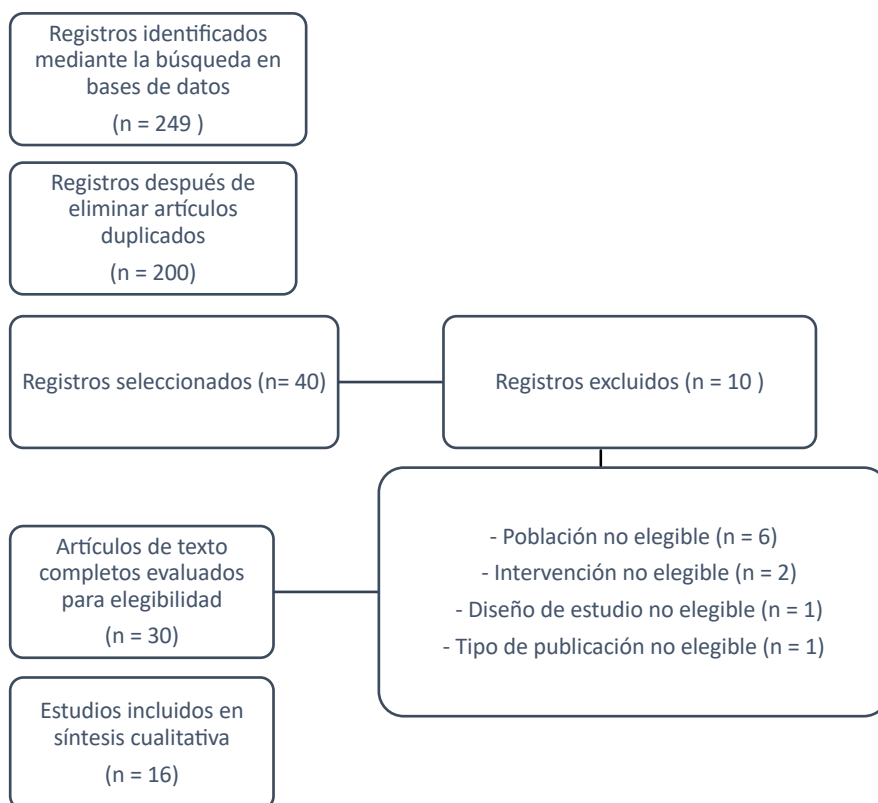 Registros identificados
mediante la búsqueda en
bases de datos
(n = 249 )
Registros después de
eliminar artículos
duplicados
(n = 200)
Registros seleccionados (n= 40)
Registros excluidos (n = 10 )
- Población no elegible (n = 6)
- Intervención no elegible (n = 2)
- Diseño de estudio no elegible (n = 1)
- Tipo de publicación no elegible (n = 1)
Artículos de texto
completos evaluados
para elegibilidad
(n = 30)
Estudios incluidos en
síntesis cualitativa
(n = 16)